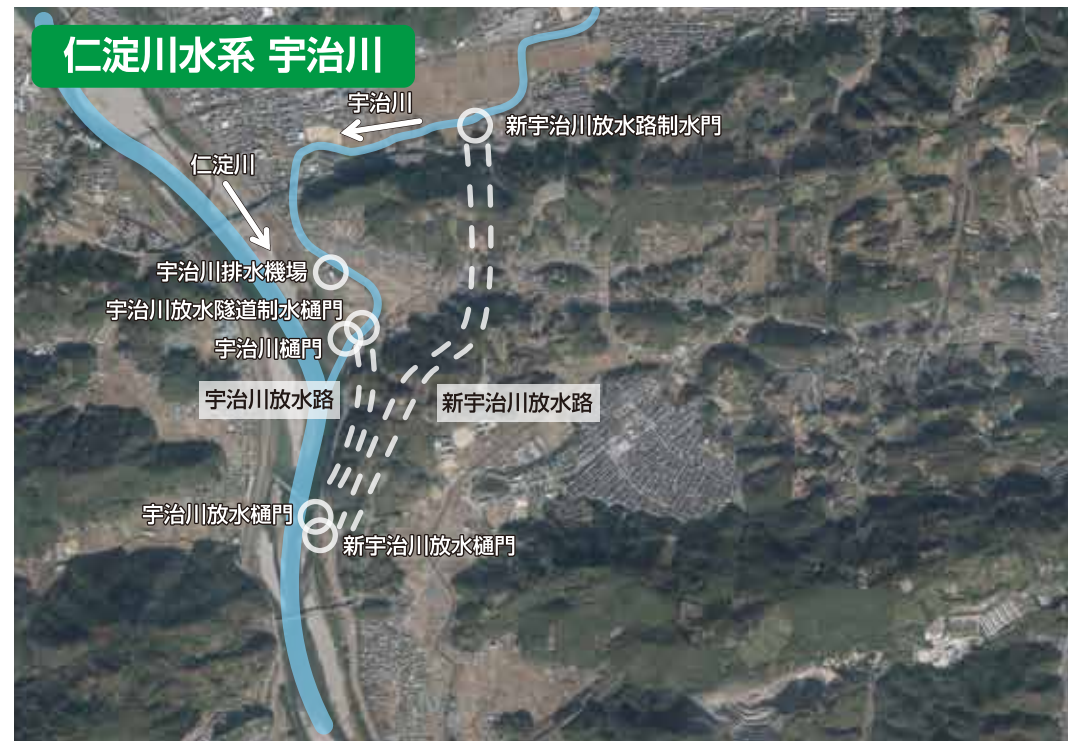 仁淀川水系 宇治川
宇治川
新宇治川放水路制水門
仁淀川
宇治川排水機場
宇治川放水隧道制水樋門
宇治川樋門
宇治川放水路
新宇治川放水路
宇治川放水樋門
新宇治川放水樋門